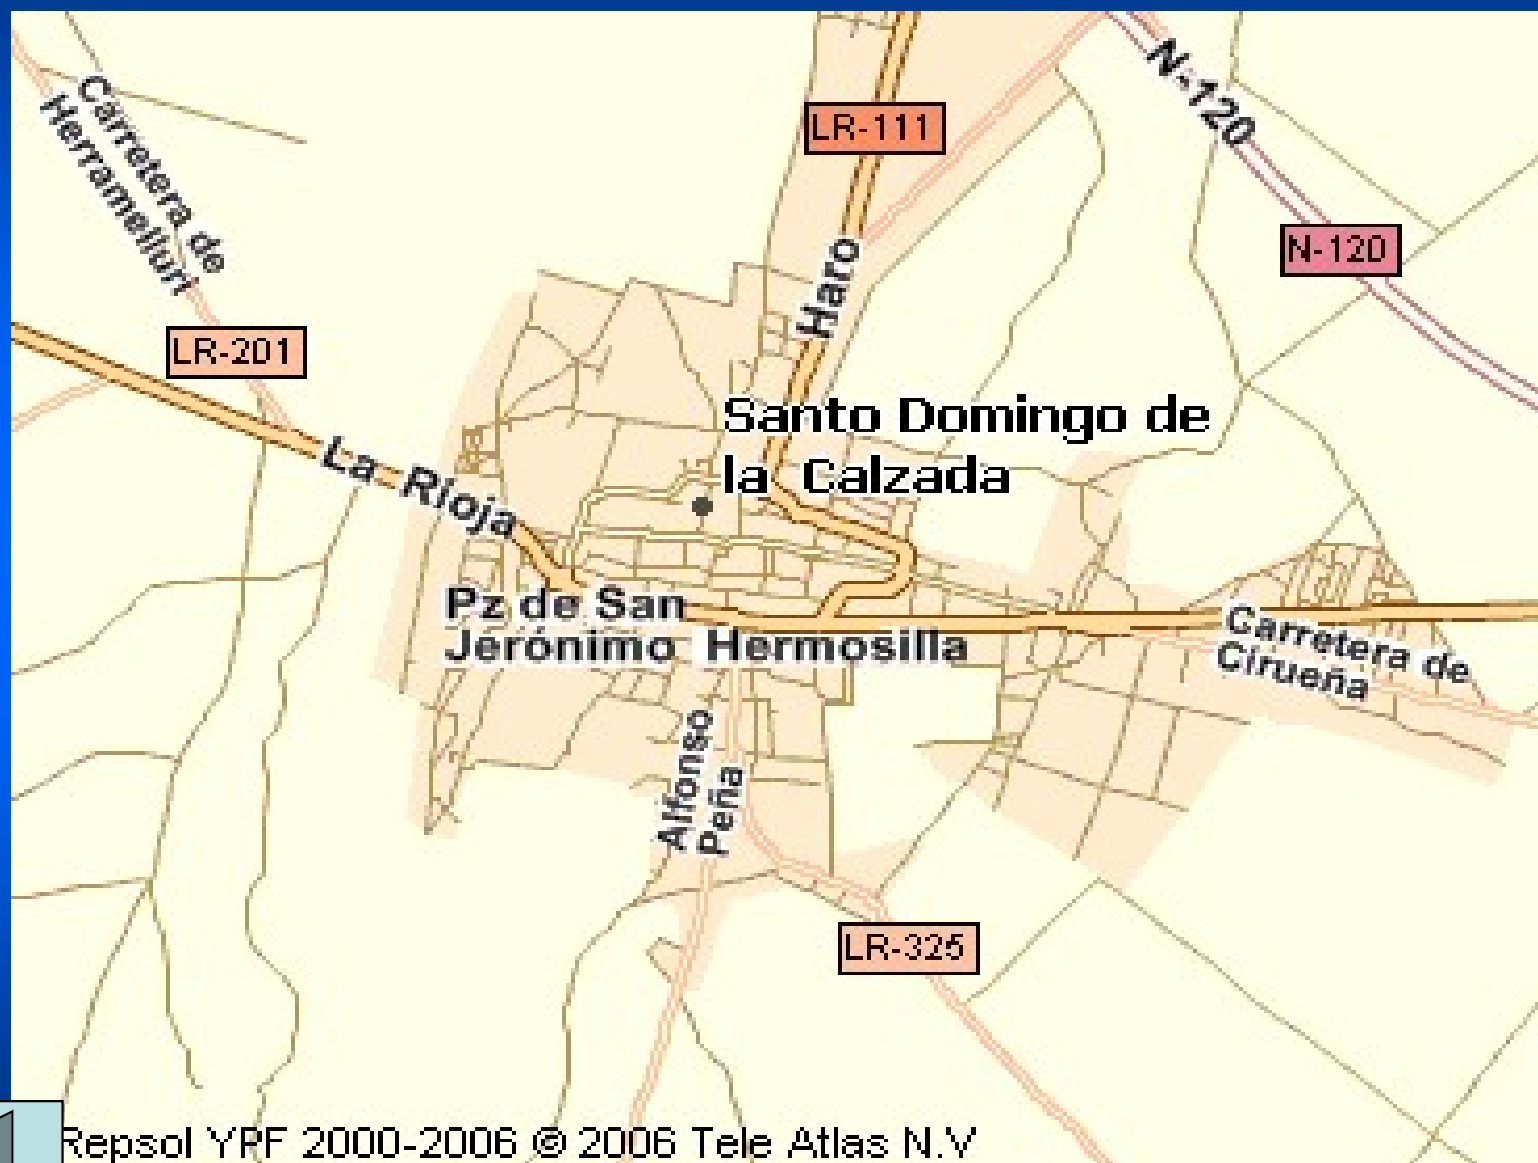 N-120
Carretera de
Herramelluri
LR-111
N-120
Haro
LR-201
Santo Domingo de
la Calzada
La Rioja
Pz de San
Jerónimo Hermosilla
Carretera de
Cirueña
Alfonso
Peña
LR-325
Repsol YPF 2000-2006 © 2006 Tele Atlas N.V